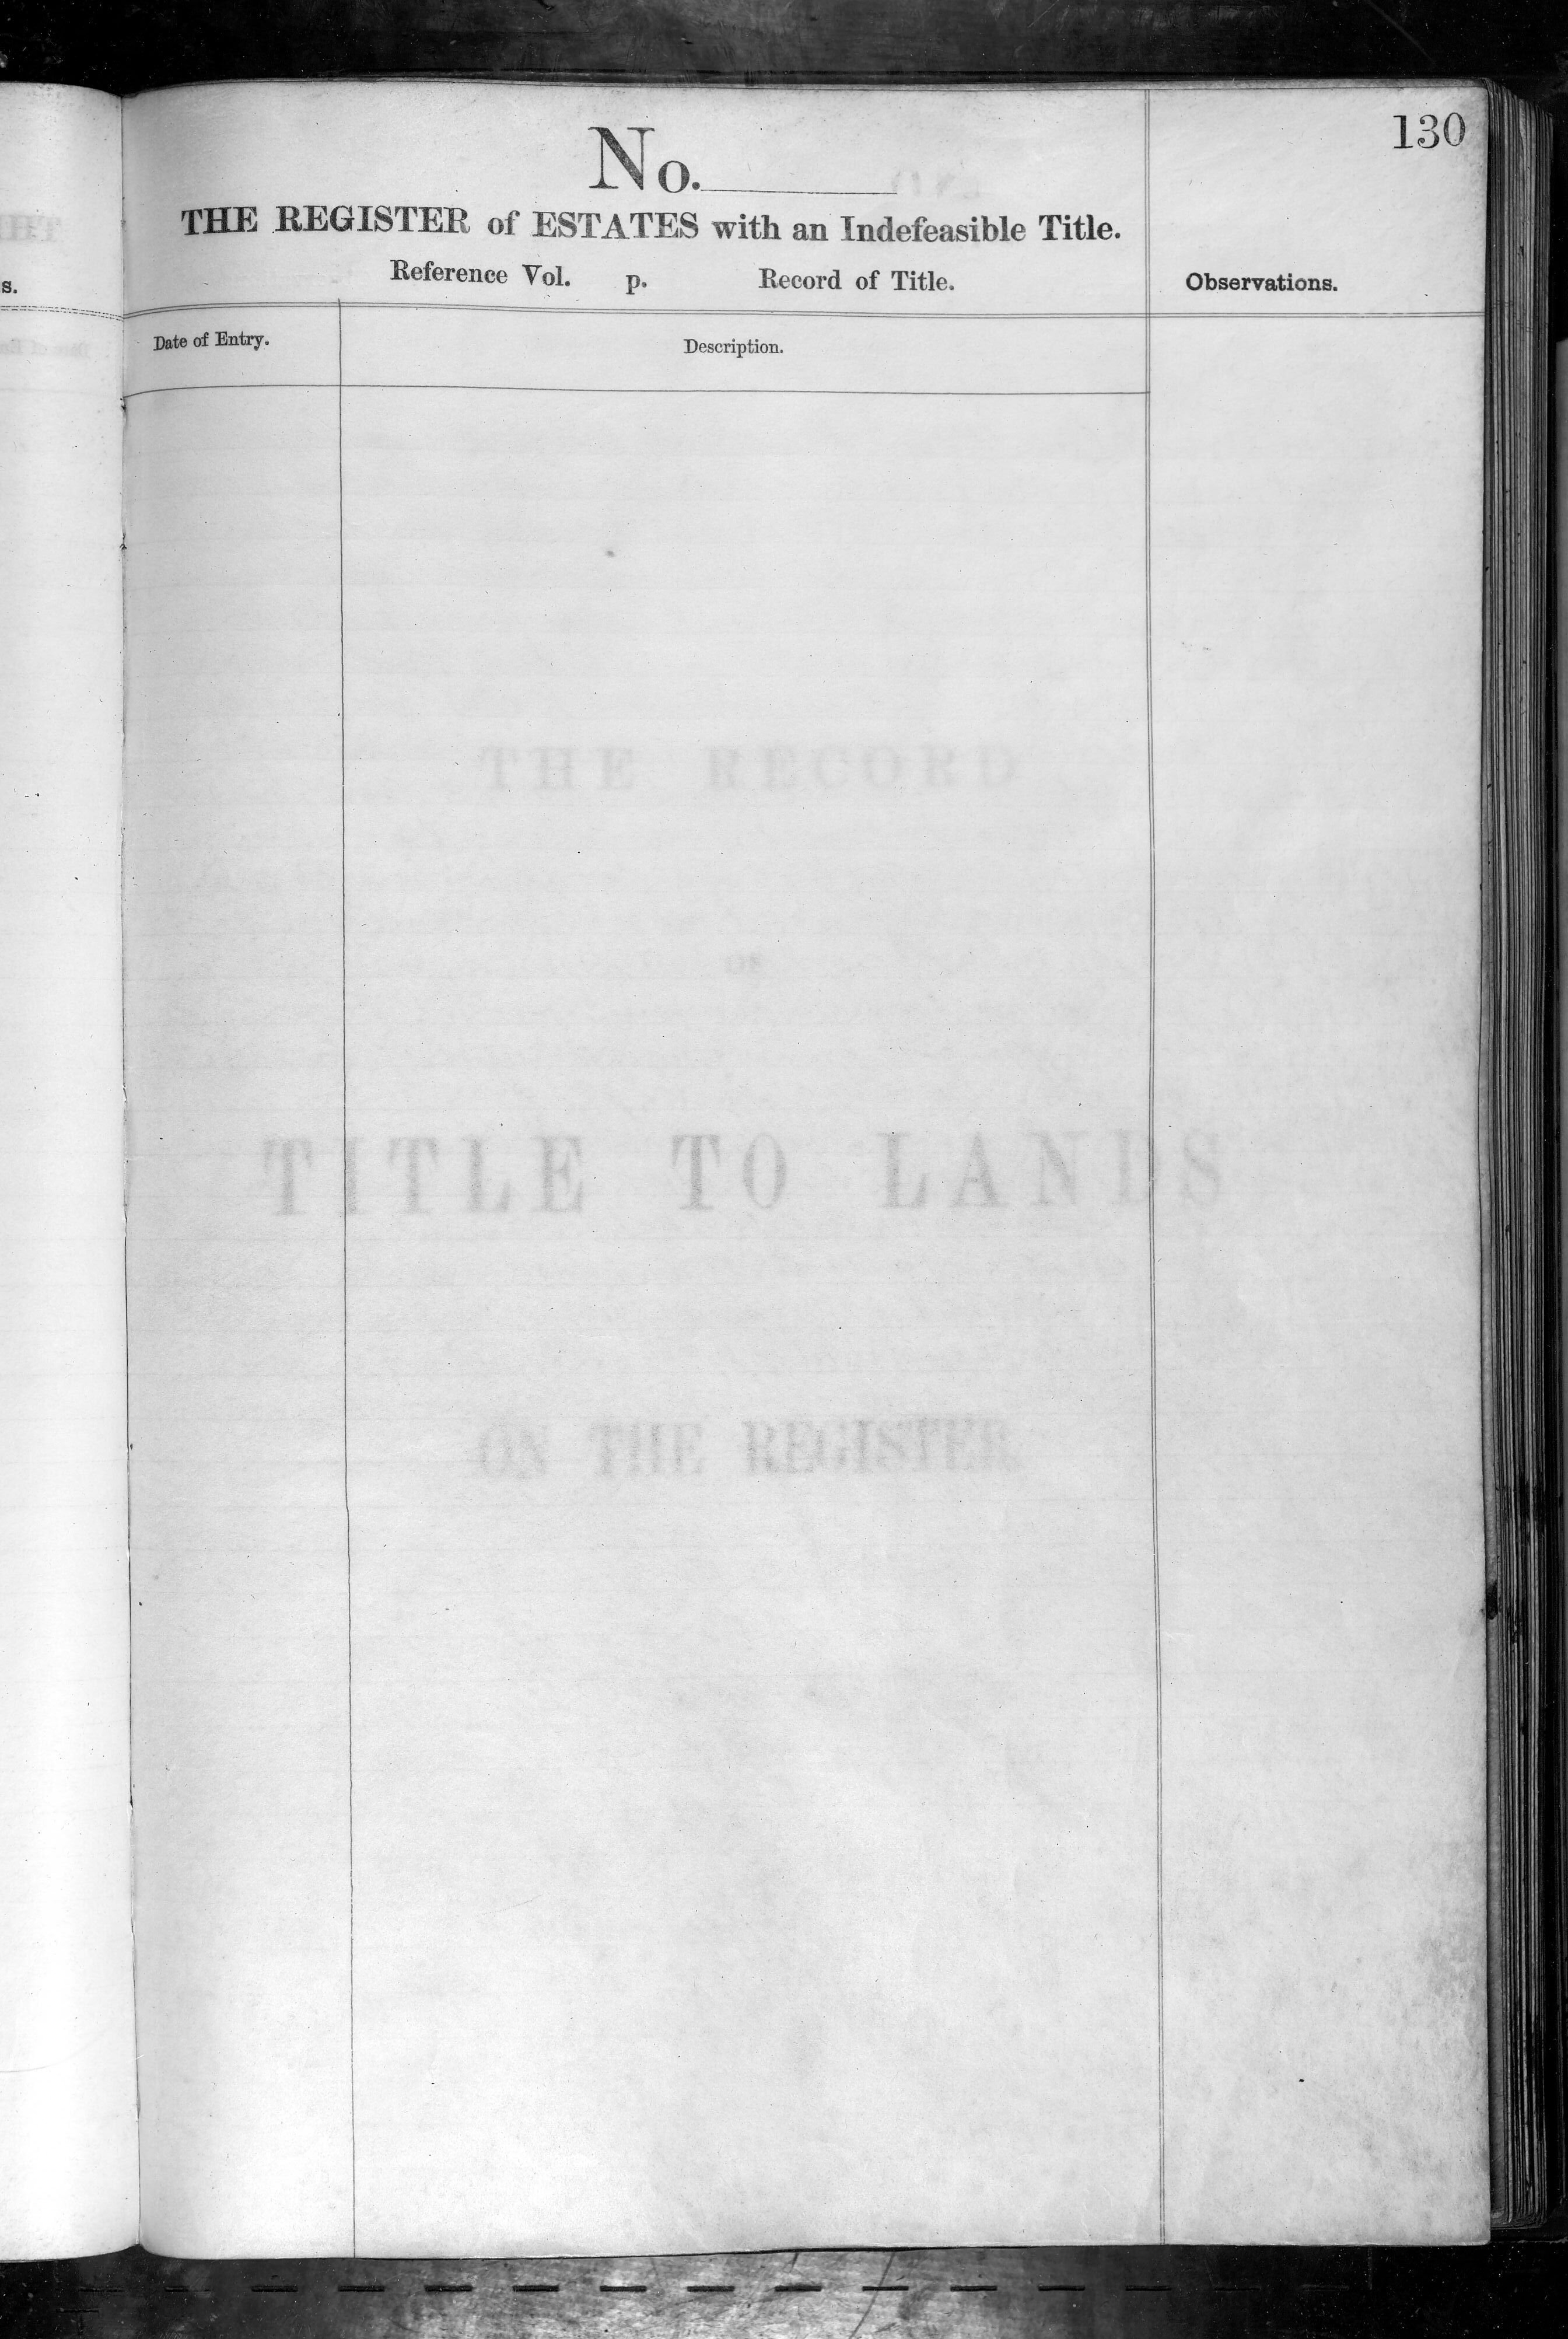 130
No.
THE REGISTER of ESTATES with an Indefeasible Title.
Reference Vol. p. Record of Title.
Observations.
s.
Date of Entry.
Description.
THE RECORD
OF
TITLE TO LANDS
ON THE REGISTER